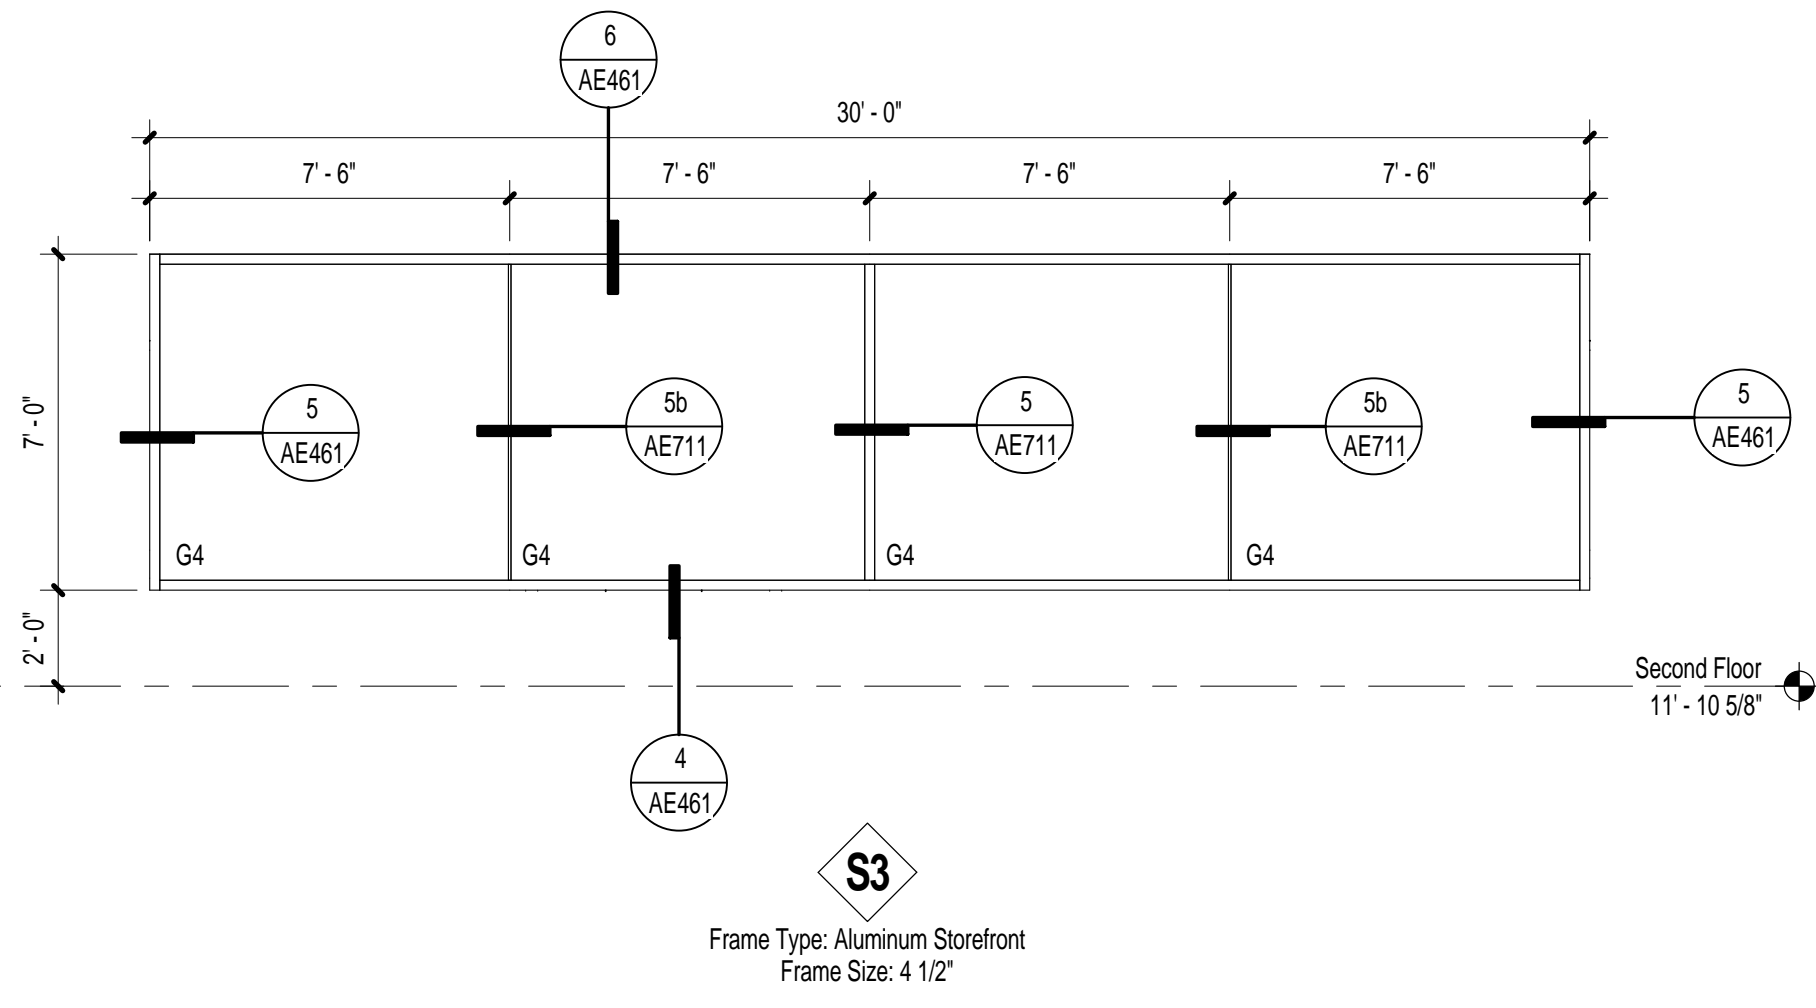 6
AE461
30' - 0"
7' - 6"
7' - 6"
7' - 6"
7' - 6"
7' - 0"
5
AE461
5b
AE711
5
AE711
5b
AE711
5
AE461
G4
G4
G4
G4
2' - 0"
Second Floor
11' - 10 5/8"
4
AE461
S3
Frame Type: Aluminum Storefront
Frame Size: 4 1/2"